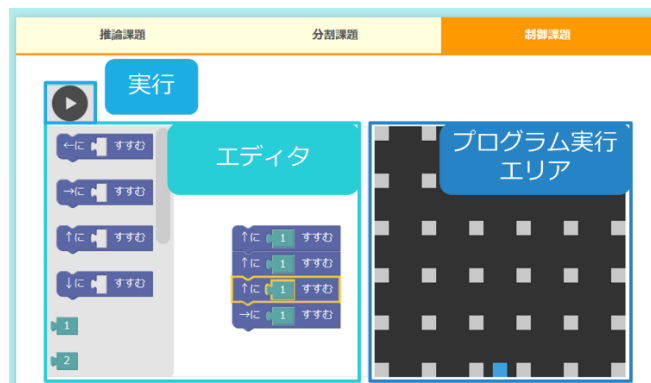 推論課題
分割課題
制御課題
実行
エディタ
プログラム実行
エリア
←に すすむ
→に すすむ
↑に すすむ
↓に すすむ
1
2
↑に 1 すすむ
↑に 1 すすむ
↑に 1 すすむ
→に 1 すすむ